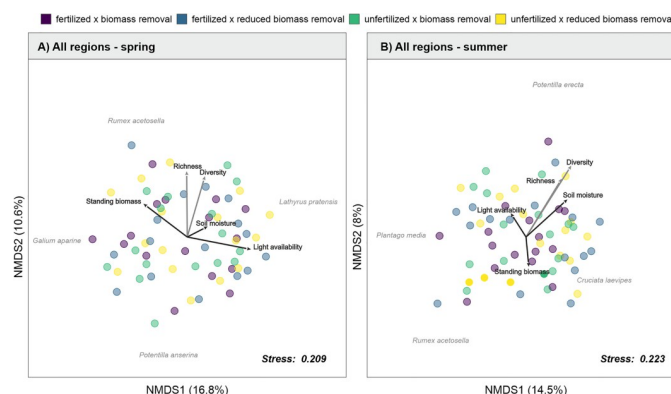 fertilized x biomass removal fertilized x reduced biomass removal unfertilized x biomass removal unfertilized x reduced biomass removal
A) All regions - spring
Rumex acetosella
Richness
Diversity
Standing biomass
Lathyrus pratensis
Soil moisture
Galium aparine
Light availability
Potentilla anserina
Stress: 0.209
NMDS2 (10.6%)
NMDS1 (16.8%)
B) All regions - summer
Potentilla erecta
Diversity
Richness
Soil moisture
Light availability
Plantago media
Standing biomass
Cruciata laevipes
Rumex acetosella
Stress: 0.223
NMDS2 (8%)
NMDS1 (14.5%)